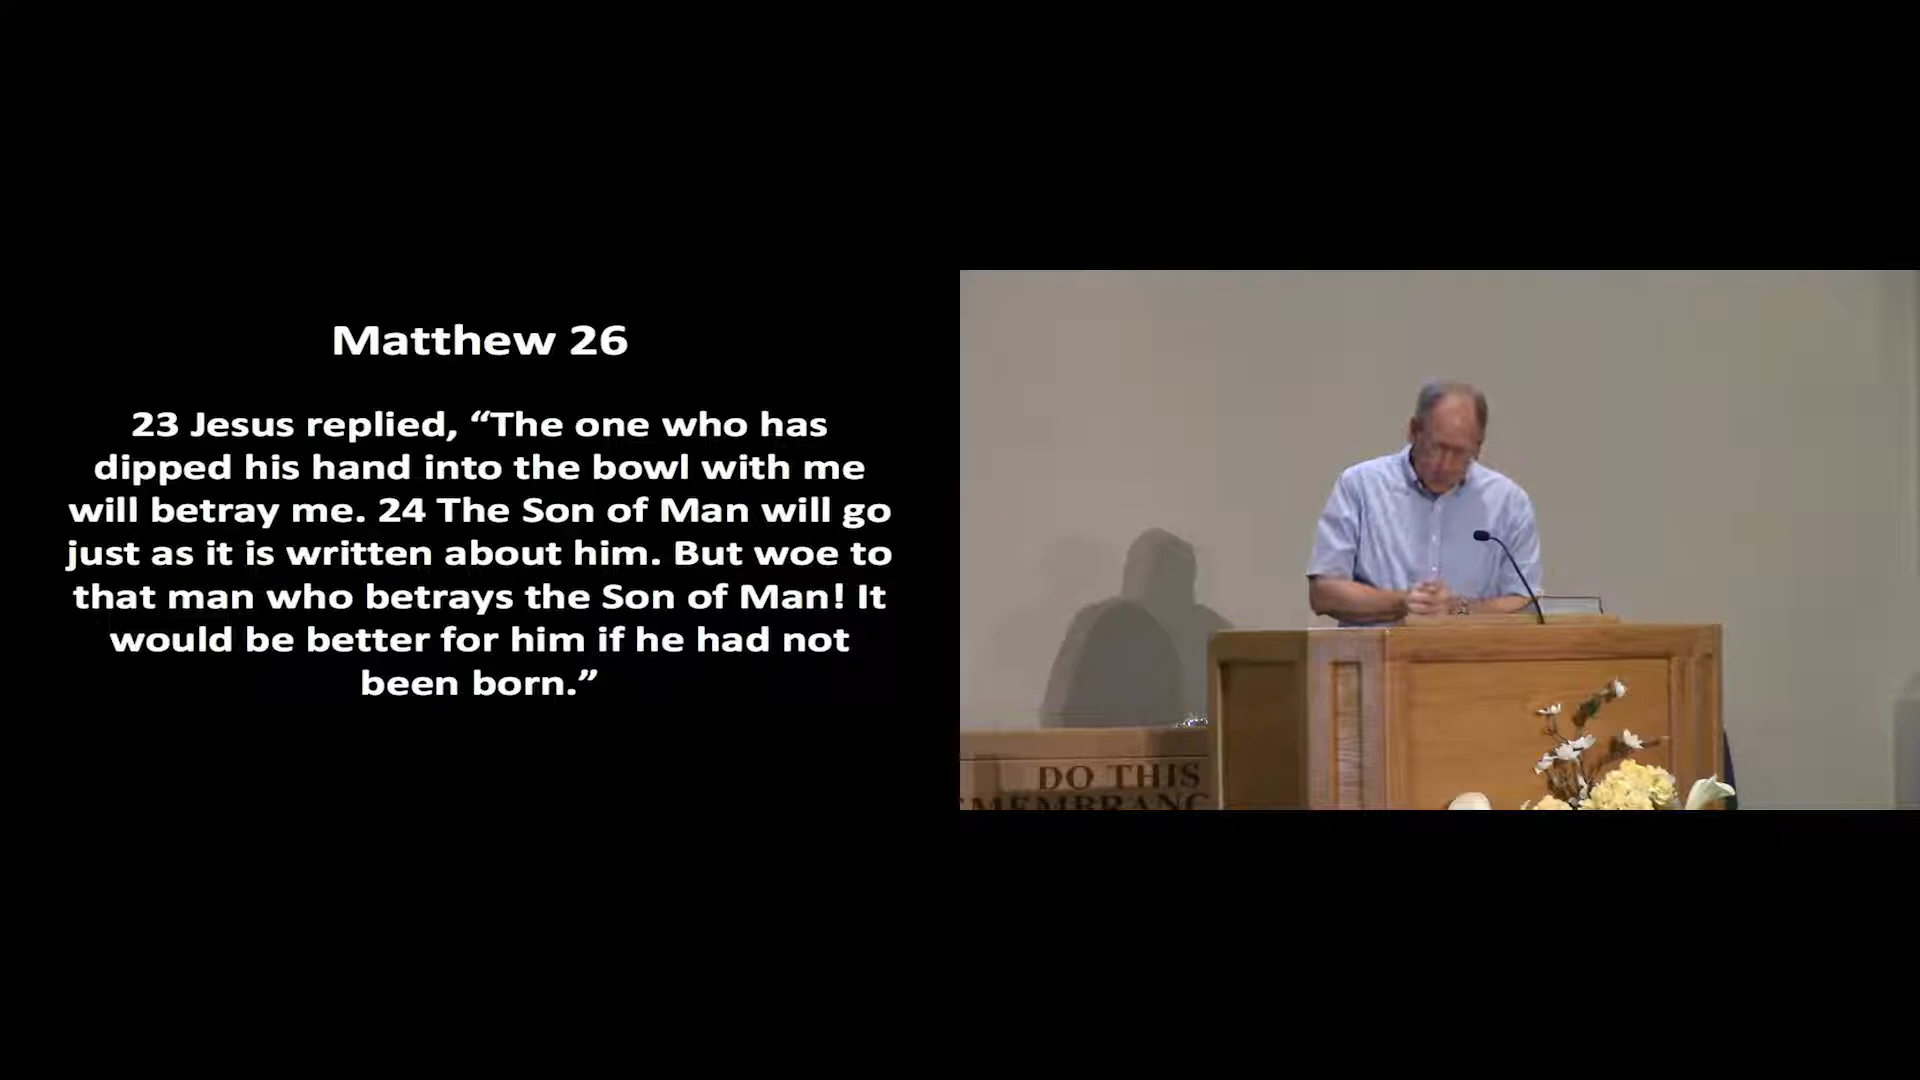 Matthew 26
23 Jesus replied, “The one who has
dipped his hand into the bowl with me
will betray me. 24 The Son of Man will go
just as it is written about him. But woe to
that man who betrays the Son of Man! It
would be better for him if he had not
been born.”
DO THIS
MEMBRANC